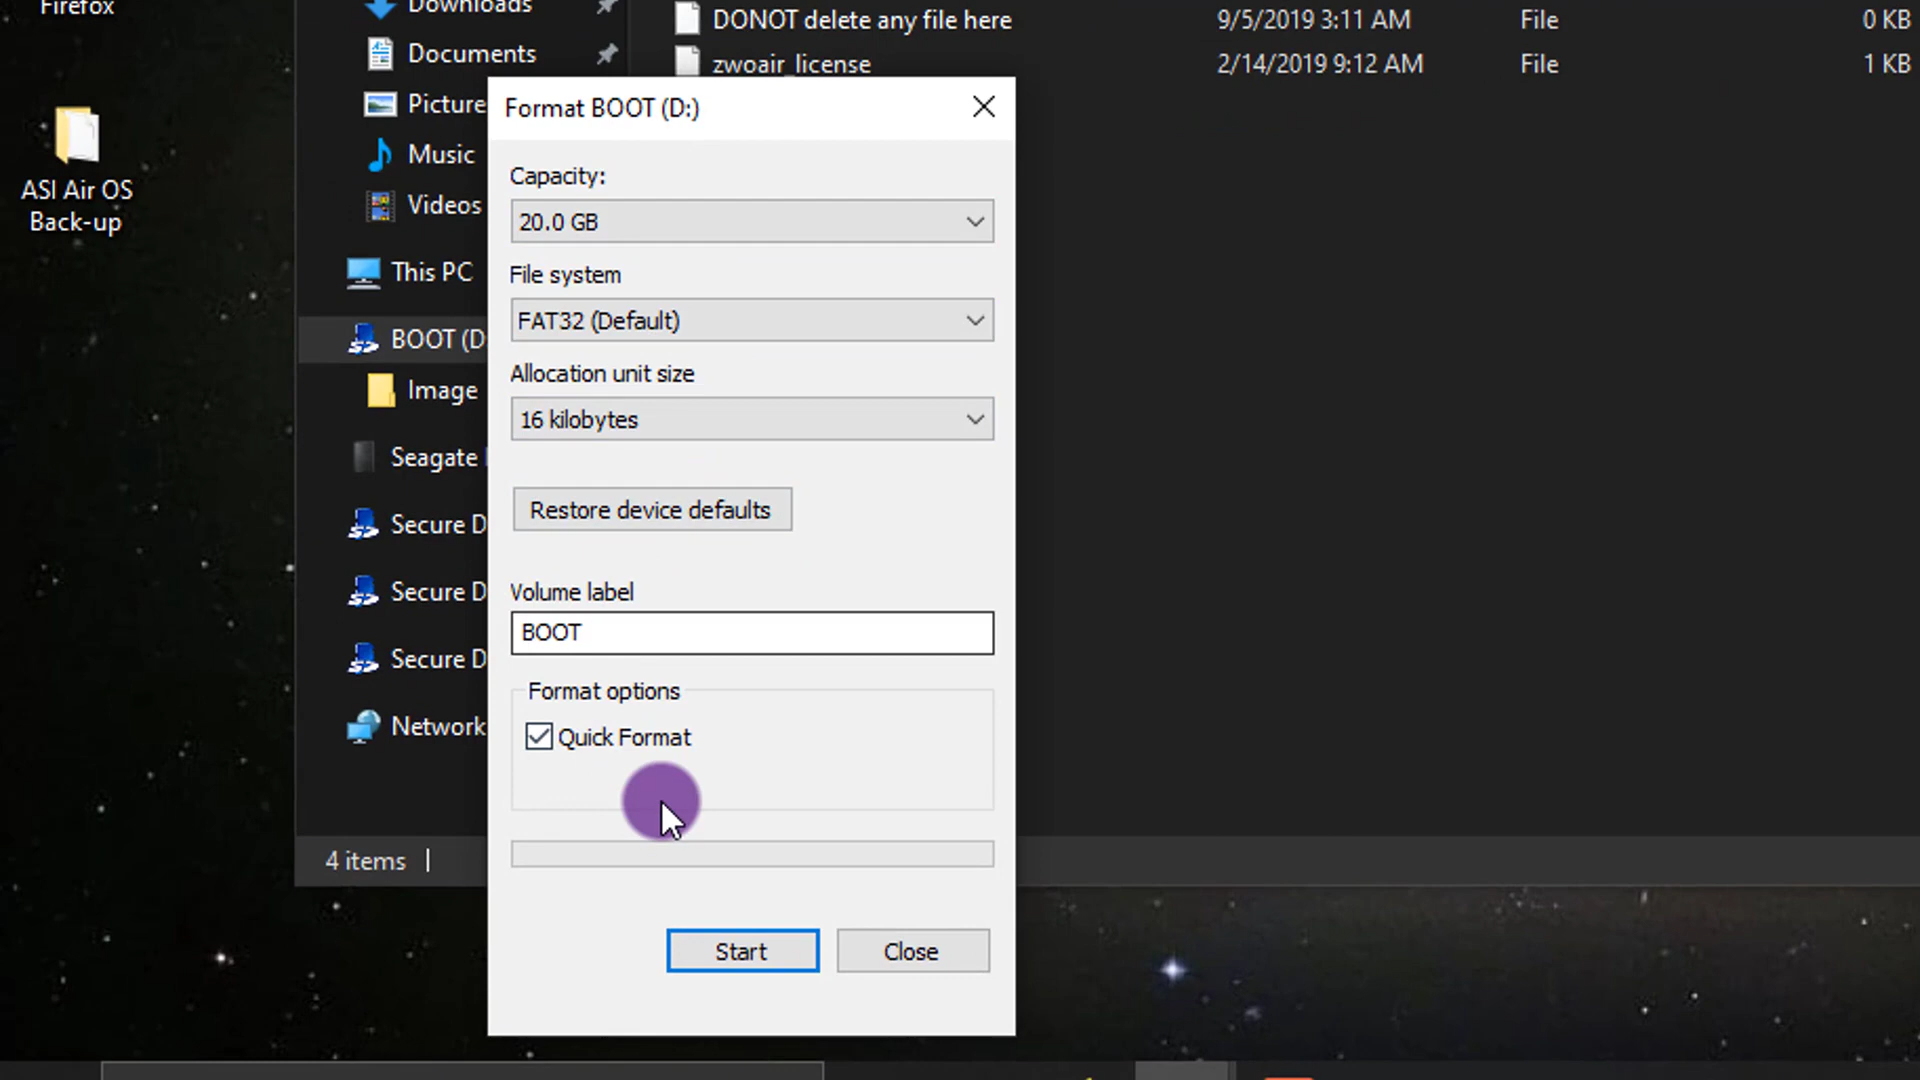 Firefox
Downloads
DONOT delete any file here 9/5/2019 3:11 AM File 0 KB
Documents
zwoair_license 2/14/2019 9:12 AM File 1 KB
Picture
Format BOOT (D:)
Music
Capacity:
ASI Air OS
Back-up
Videos
20.0 GB
This PC
File system
FAT32 (Default)
BOOT (D
Allocation unit size
Image
16 kilobytes
Seagate
Restore device defaults
Secure D
Secure D
Volume label
BOOT
Secure D
Format options
Network
Quick Format
4 items
Start
Close